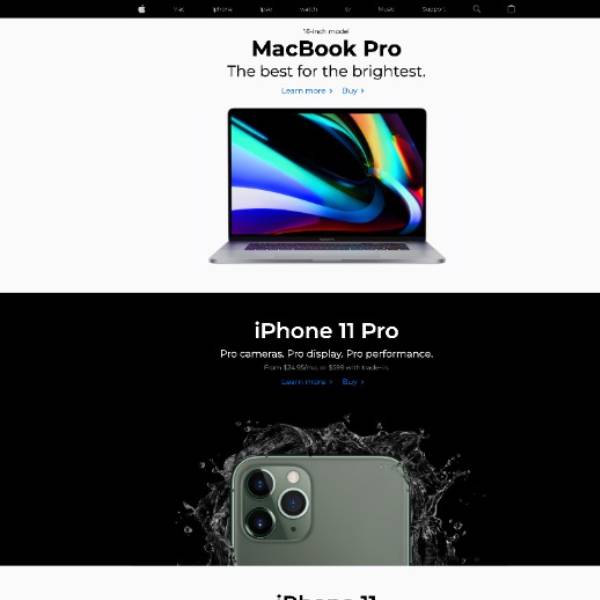 Mac iPhone iPad watch tv Music Support
16-inch model
MacBook Pro
The best for the brightest.
Learn more > Buy >
iPhone 11 Pro
Pro cameras. Pro display. Pro performance.
From $24.95/mo. or $599 with trade-in.
Learn more > Buy >
iPhone 11